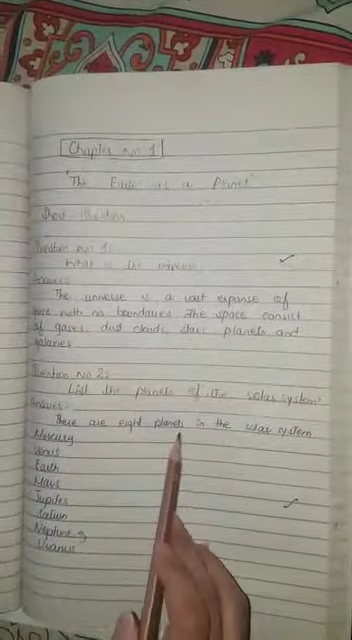 Chapter No 1
"The Earth as a Planet"
Short Question
Question No 1:
What is the universe
Answer:
The universe is a vast expanse of
space with no boundaries. The space consist
of gases, dust clouds, stars, planets and
galaxies
Question No 2:
List the planets of the solar system?
Answer:
There are eight planets in the solar system
Mercury
Venus
Earth
Mars
Jupiter
Saturn
Neptune
Uranus